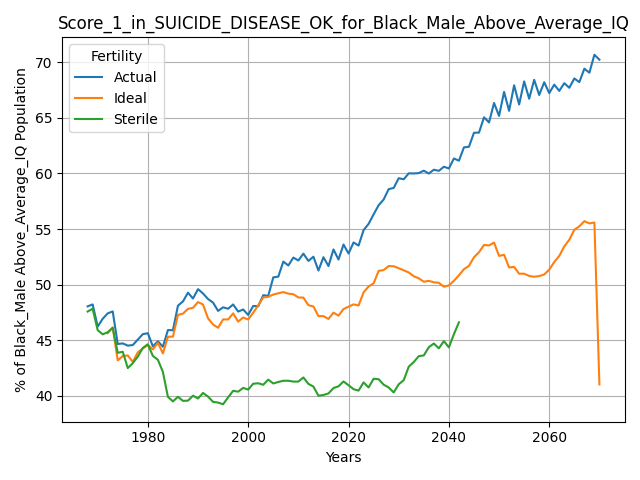 Score_1_in_SUICIDE_DISEASE_OK_for_Black_Male_Above_Average_IQ
% of Black_Male Above_Average_IQ Population
Fertility
Actual
Ideal
Sterile
70
65
60
55
50
45
40
1980
2000
2020
2040
2060
Years